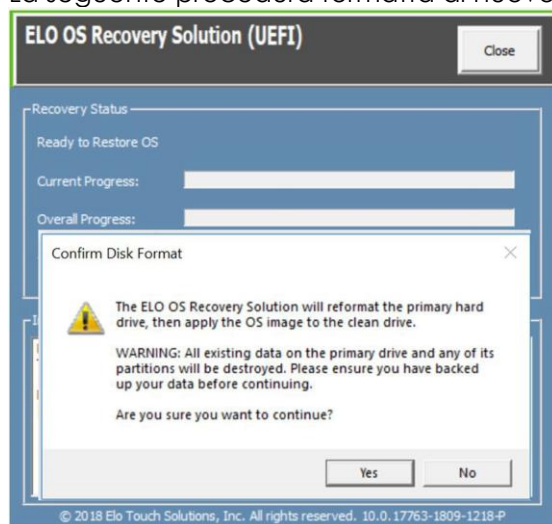 ELO OS Recovery Solution (UEFI)
Close
Recovery Status
Ready to Restore OS
Current Progress:
Overall Progress:
Confirm Disk Format
The ELO OS Recovery Solution will reformat the primary hard
drive, then apply the OS image to the clean drive.
WARNING: All existing data on the primary drive and any of its
partitions will be destroyed. Please ensure you have backed
up your data before continuing.
Are you sure you want to continue?
Yes
No
© 2018 Elo Touch Solutions, Inc. All rights reserved. 10.0.17763-1809-1218-P